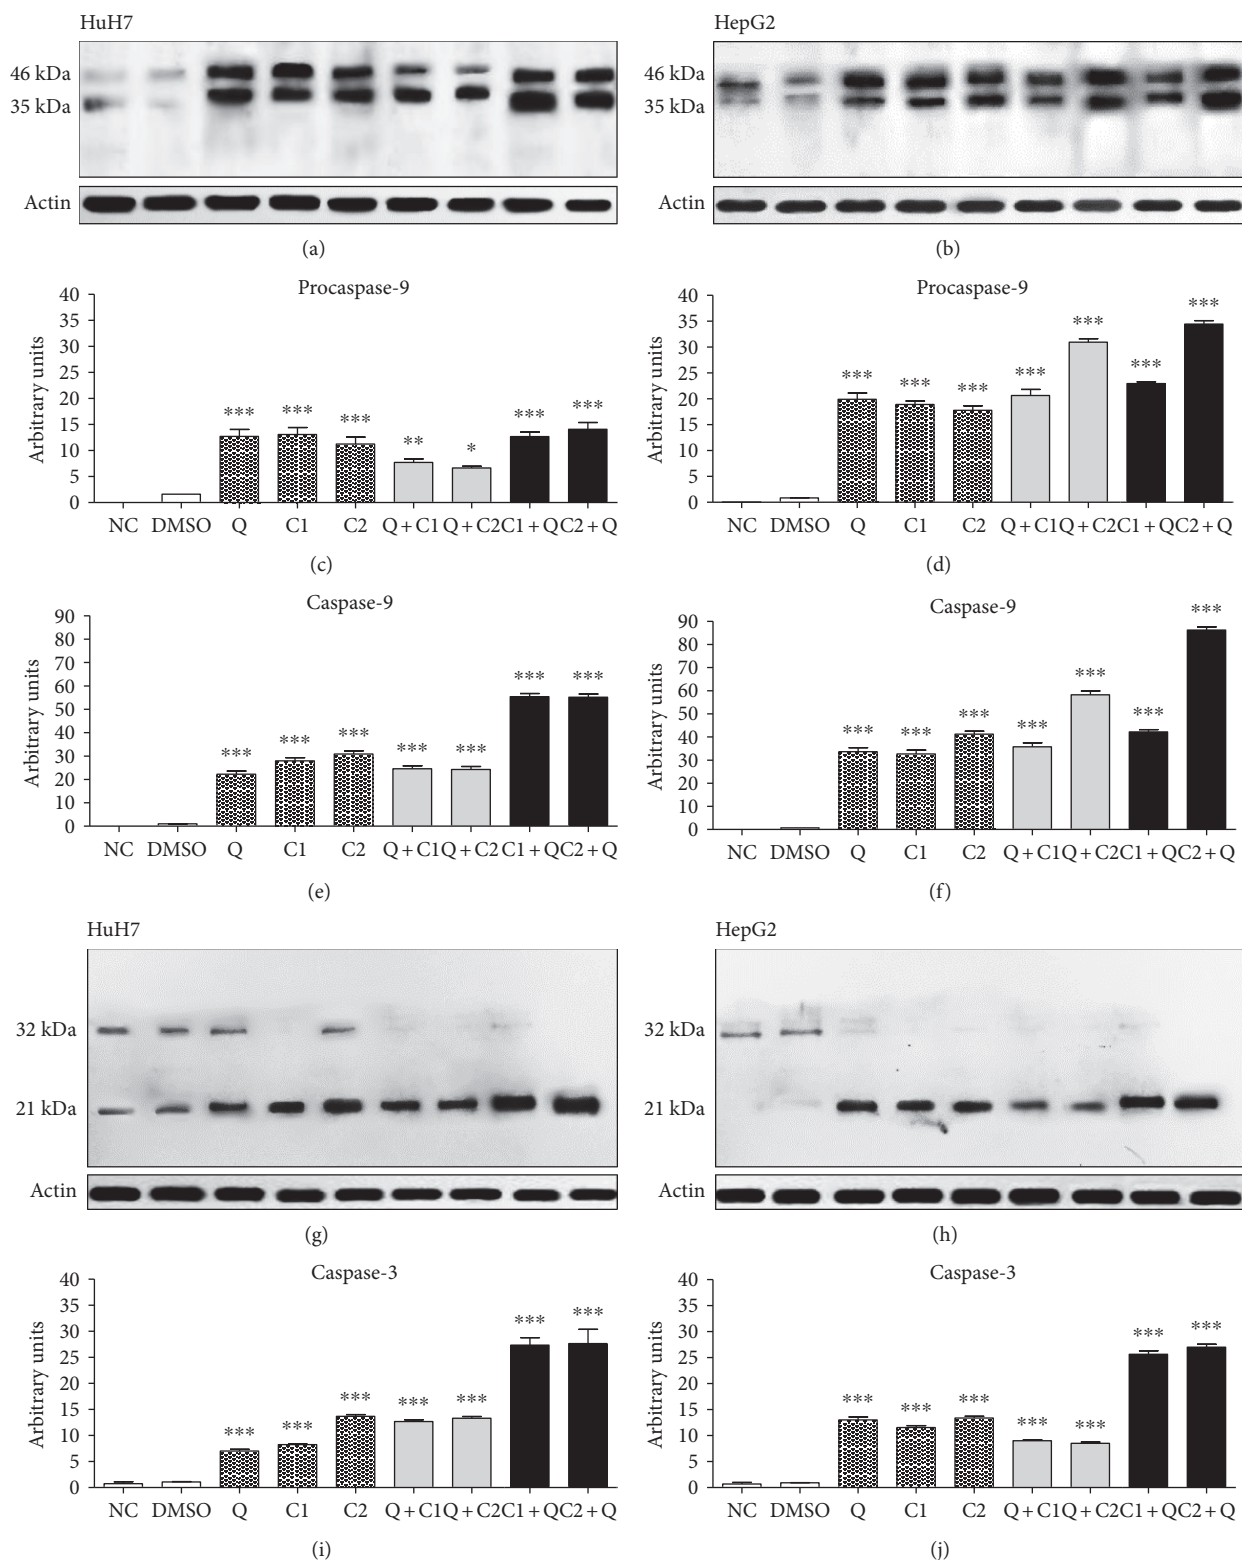 HuH7
46 kDa
35 kDa
Actin
(a)
HepG2
46 kDa
35 kDa
Actin
(b)
Procaspase-9
Arbitrary units
40
35
30
25
20
15
10
5
0
*** *** *** ** * *** ***
NC DMSO Q C1 C2 Q + C1 Q + C2 C1 + Q C2 + Q
(c)
Procaspase-9
Arbitrary units
40
35
30
25
20
15
10
5
0
*** *** *** *** *** *** ***
NC DMSO Q C1 C2 Q + C1 Q + C2 C1 + Q C2 + Q
(d)
Caspase-9
Arbitrary units
90
80
70
60
50
40
30
20
10
0
*** *** *** *** *** *** ***
NC DMSO Q C1 C2 Q + C1 Q + C2 C1 + Q C2 + Q
(e)
Caspase-9
Arbitrary units
90
80
70
60
50
40
30
20
10
0
*** *** *** *** *** *** ***
NC DMSO Q C1 C2 Q + C1 Q + C2 C1 + Q C2 + Q
(f)
HuH7
32 kDa
21 kDa
Actin
(g)
HepG2
32 kDa
21 kDa
Actin
(h)
Caspase-3
Arbitrary units
40
35
30
25
20
15
10
5
0
*** *** *** *** *** *** ***
NC DMSO Q C1 C2 Q + C1 Q + C2 C1 + Q C2 + Q
(i)
Caspase-3
Arbitrary units
40
35
30
25
20
15
10
5
0
*** *** *** *** *** *** ***
NC DMSO Q C1 C2 Q + C1 Q + C2 C1 + Q C2 + Q
(j)